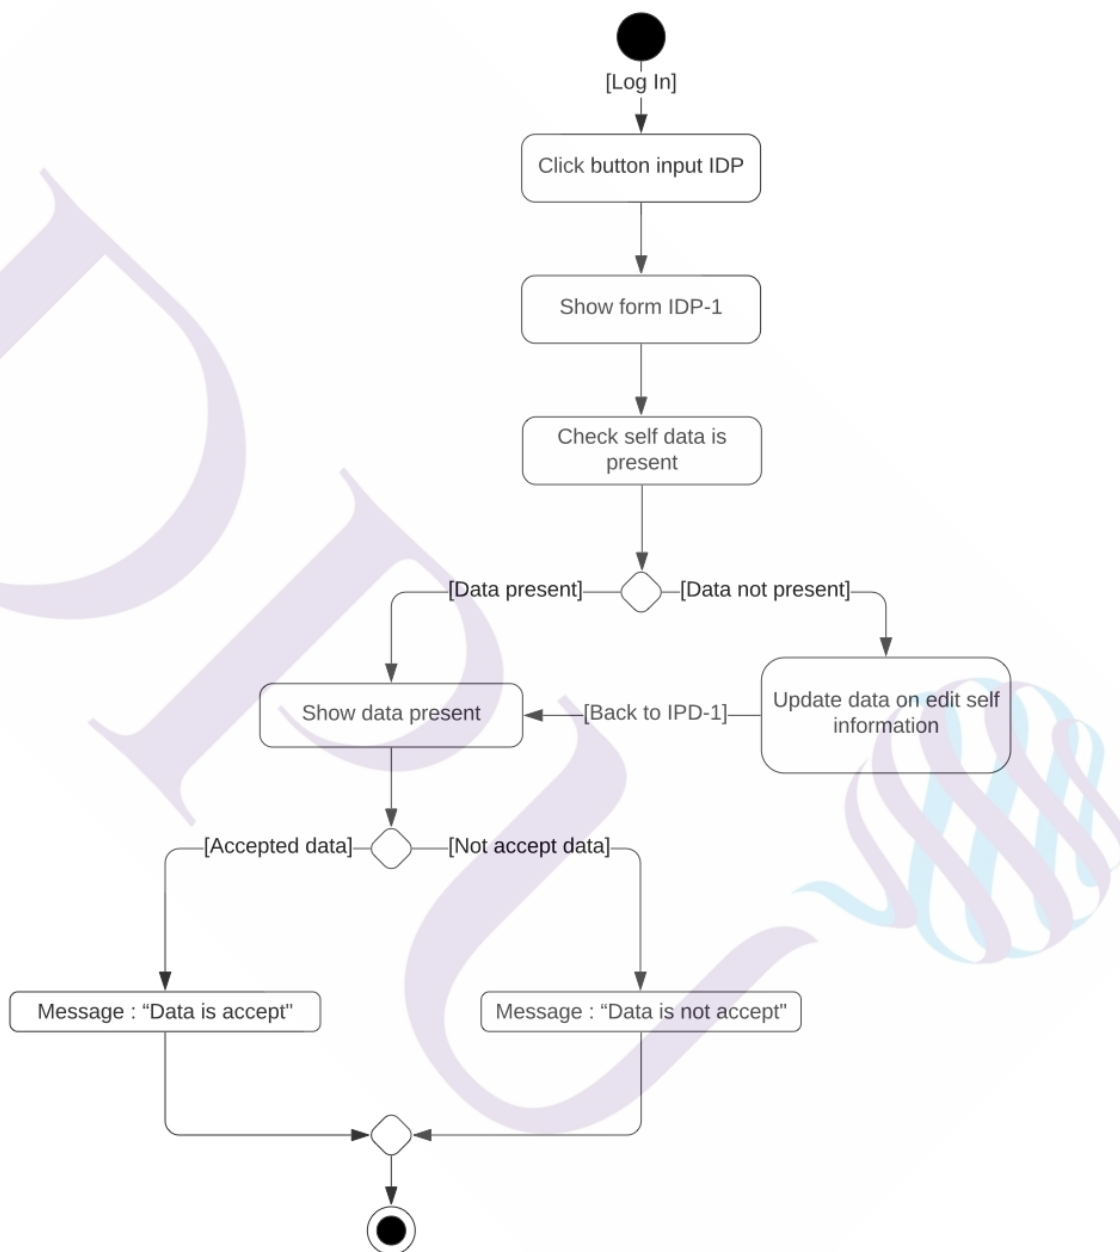 [Log In]
Click button input IDP
Show form IDP-1
Check self data is
present
[Data present]
[Data not present]
Show data present
[Back to IPD-1]
Update data on edit self
information
[Accepted data]
[Not accept data]
Message : “Data is accept"
Message : “Data is not accept"
DPU